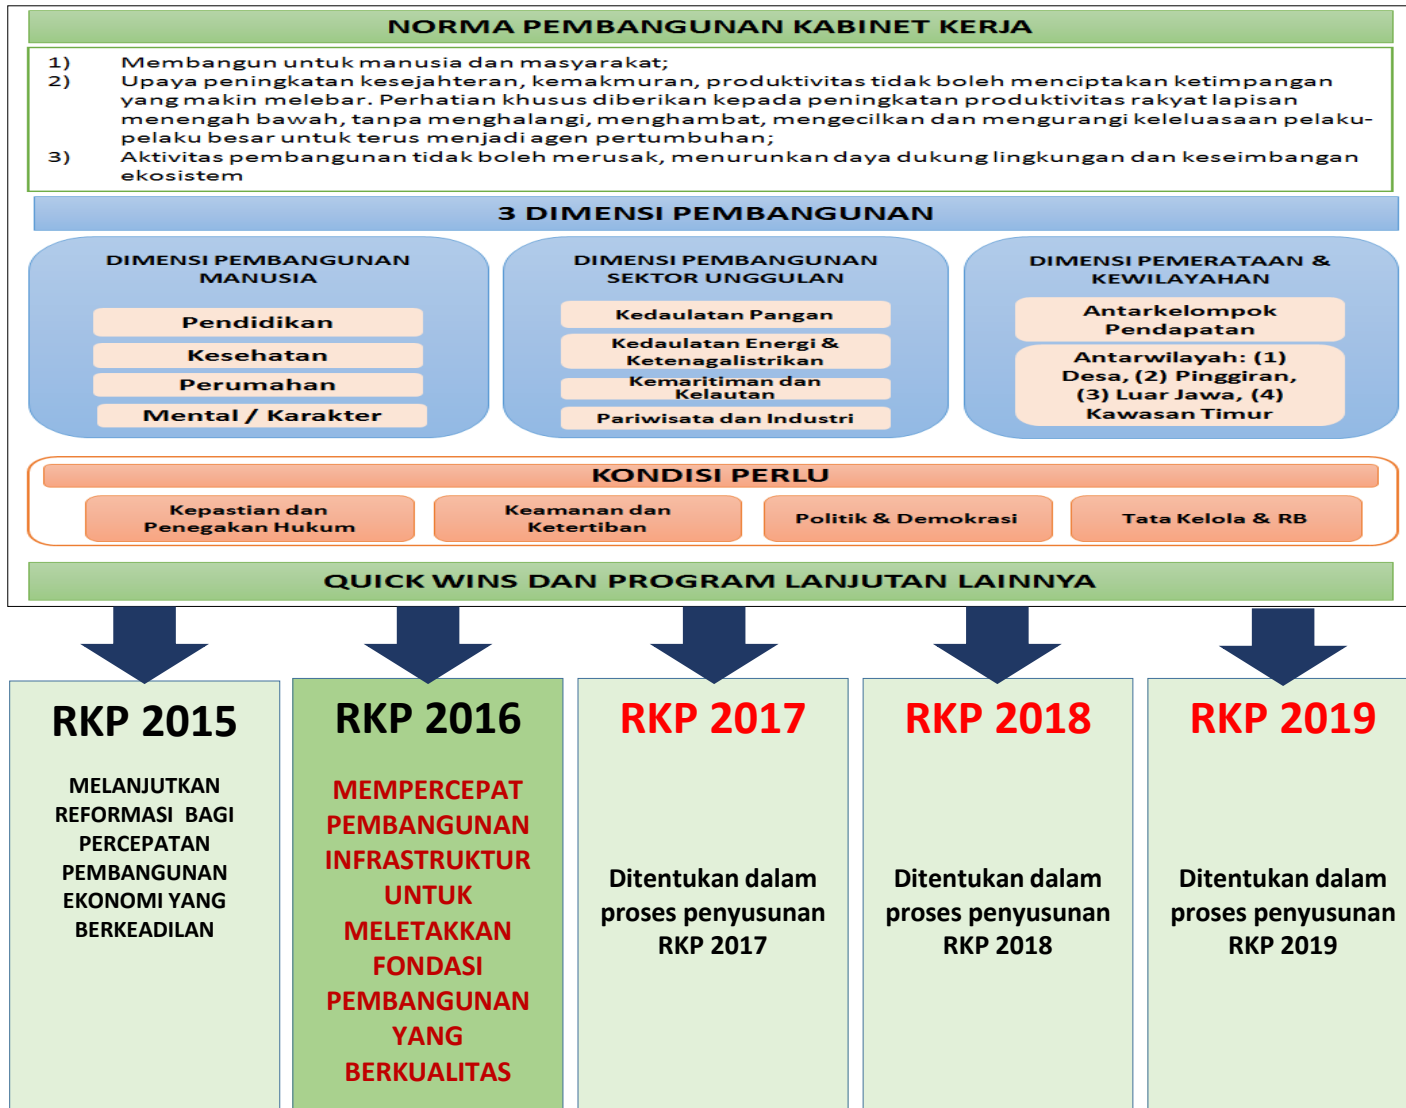 NORMA PEMBANGUNAN KABINET KERJA
1) Membangun untuk manusia dan masyarakat;
2) Upaya peningkatan kesejahteran, kemakmuran, produktivitas tidak boleh menciptakan ketimpangan
yang makin melebar. Perhatian khusus diberikan kepada peningkatan produktivitas rakyat lapisan
menengah bawah, tanpa menghalangi, menghambat, mengecilkan dan mengurangi keleluasaan pelaku-
pelaku besar untuk terus menjadi agen pertumbuhan;
3) Aktivitas pembangunan tidak boleh merusak, menurunkan daya dukung lingkungan dan keseimbangan
ekosistem
3 DIMENSI PEMBANGUNAN
DIMENSI PEMBANGUNAN
MANUSIA
Pendidikan
Kesehatan
Perumahan
Mental / Karakter
DIMENSI PEMBANGUNAN
SEKTOR UNGGULAN
Kedaulatan Pangan
Kedaulatan Energi &
Ketenagalistrikan
Kemaritiman dan
Kelautan
Pariwisata dan Industri
DIMENSI PEMERATAAN &
KEWILAYAHAN
Antarkelompok
Pendapatan
Antarwilayah: (1)
Desa, (2) Pinggiran,
(3) Luar Jawa, (4)
Kawasan Timur
KONDISI PERLU
Kepastian dan
Penegakan Hukum
Keamanan dan
Ketertiban
Politik & Demokrasi
Tata Kelola & RB
QUICK WINS DAN PROGRAM LANJUTAN LAINNYA
RKP 2015
MELANJUTKAN
REFORMASI BAGI
PERCEPATAN
PEMBANGUNAN
EKONOMI YANG
BERKEADILAN
RKP 2016
MEMPERCEPAT
PEMBANGUNAN
INFRASTRUKTUR
UNTUK
MELETAKKAN
FONDASI
PEMBANGUNAN
YANG
BERKUALITAS
RKP 2017
Ditentukan dalam
proses penyusunan
RKP 2017
RKP 2018
Ditentukan dalam
proses penyusunan
RKP 2018
RKP 2019
Ditentukan dalam
proses penyusunan
RKP 2019